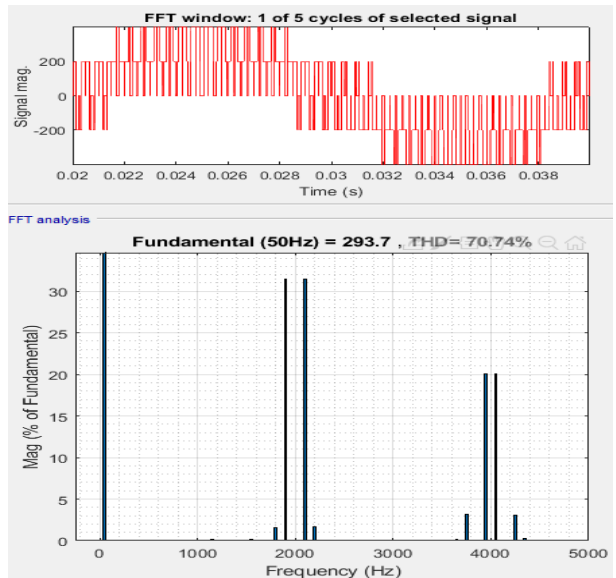 FFT window: 1 of 5 cycles of selected signal
Signal mag.
200
0
-200
0.02 0.022 0.024 0.026 0.028 0.03 0.032 0.034 0.036 0.038
Time (s)
FFT analysis
Fundamental (50Hz) = 293.7 , THD= 70.74%
Mag (% of Fundamental)
30
25
20
15
10
5
0
0 1000 2000 3000 4000 5000
Frequency (Hz)